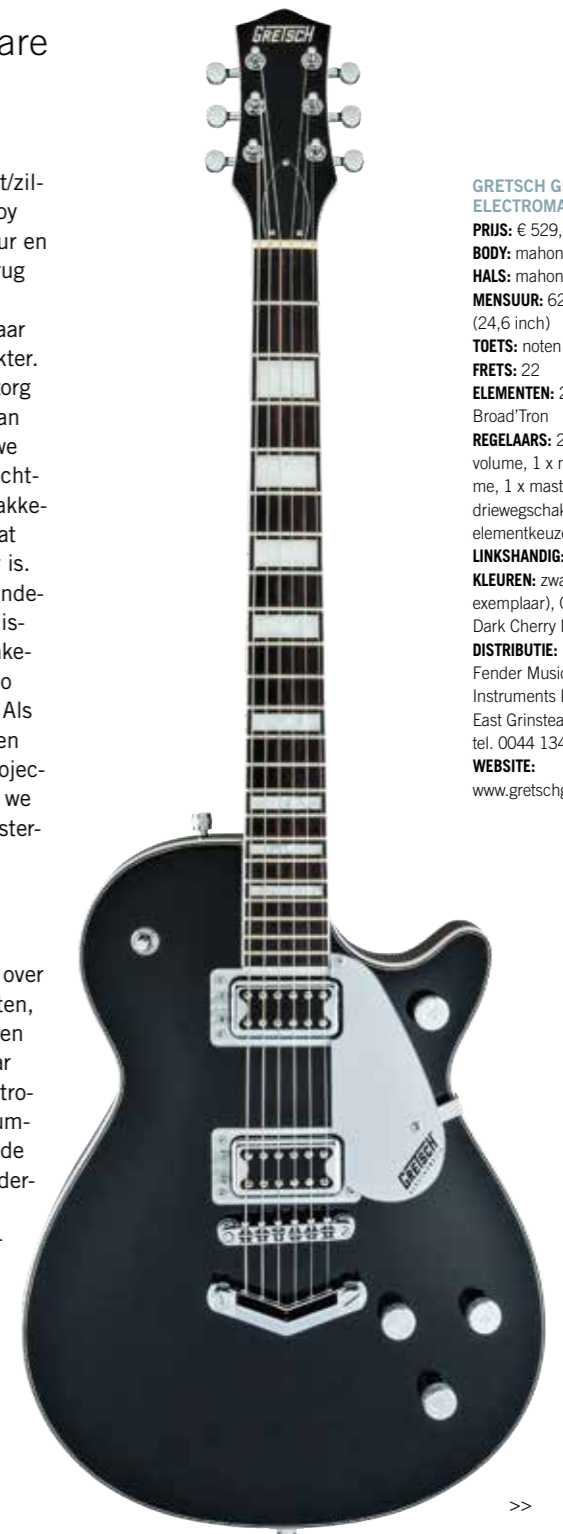 are
t/zil-
oy
ur en
ug
aar
kter.
org
an
we
cht-
akke-
at
is.
nde-
is-
ke-
o
Als
en
ojec-
we
ster-
over
ten,
en
ar
tro-
um-
de
der-
GRETSCH
GRETSCH
GRETSCH G
ELECTROMA
PRIJS: € 529,
BODY: mahon
HALS: mahon
MENSUUR: 62
(24,6 inch)
TOETS: noten
FRETS: 22
ELEMENTEN: 2
Broad'Tron
REGELAARS: 2
volume, 1 x m
me, 1 x mast
driewegschak
elementkeuze
LINKSHANDIG:
KLEUREN: zwa
exemplaar), 
Dark Cherry
DISTRIBUTIE:
Fender Music
Instruments
East Grinstea
tel. 0044 134
WEBSITE:
www.gretschg
>>